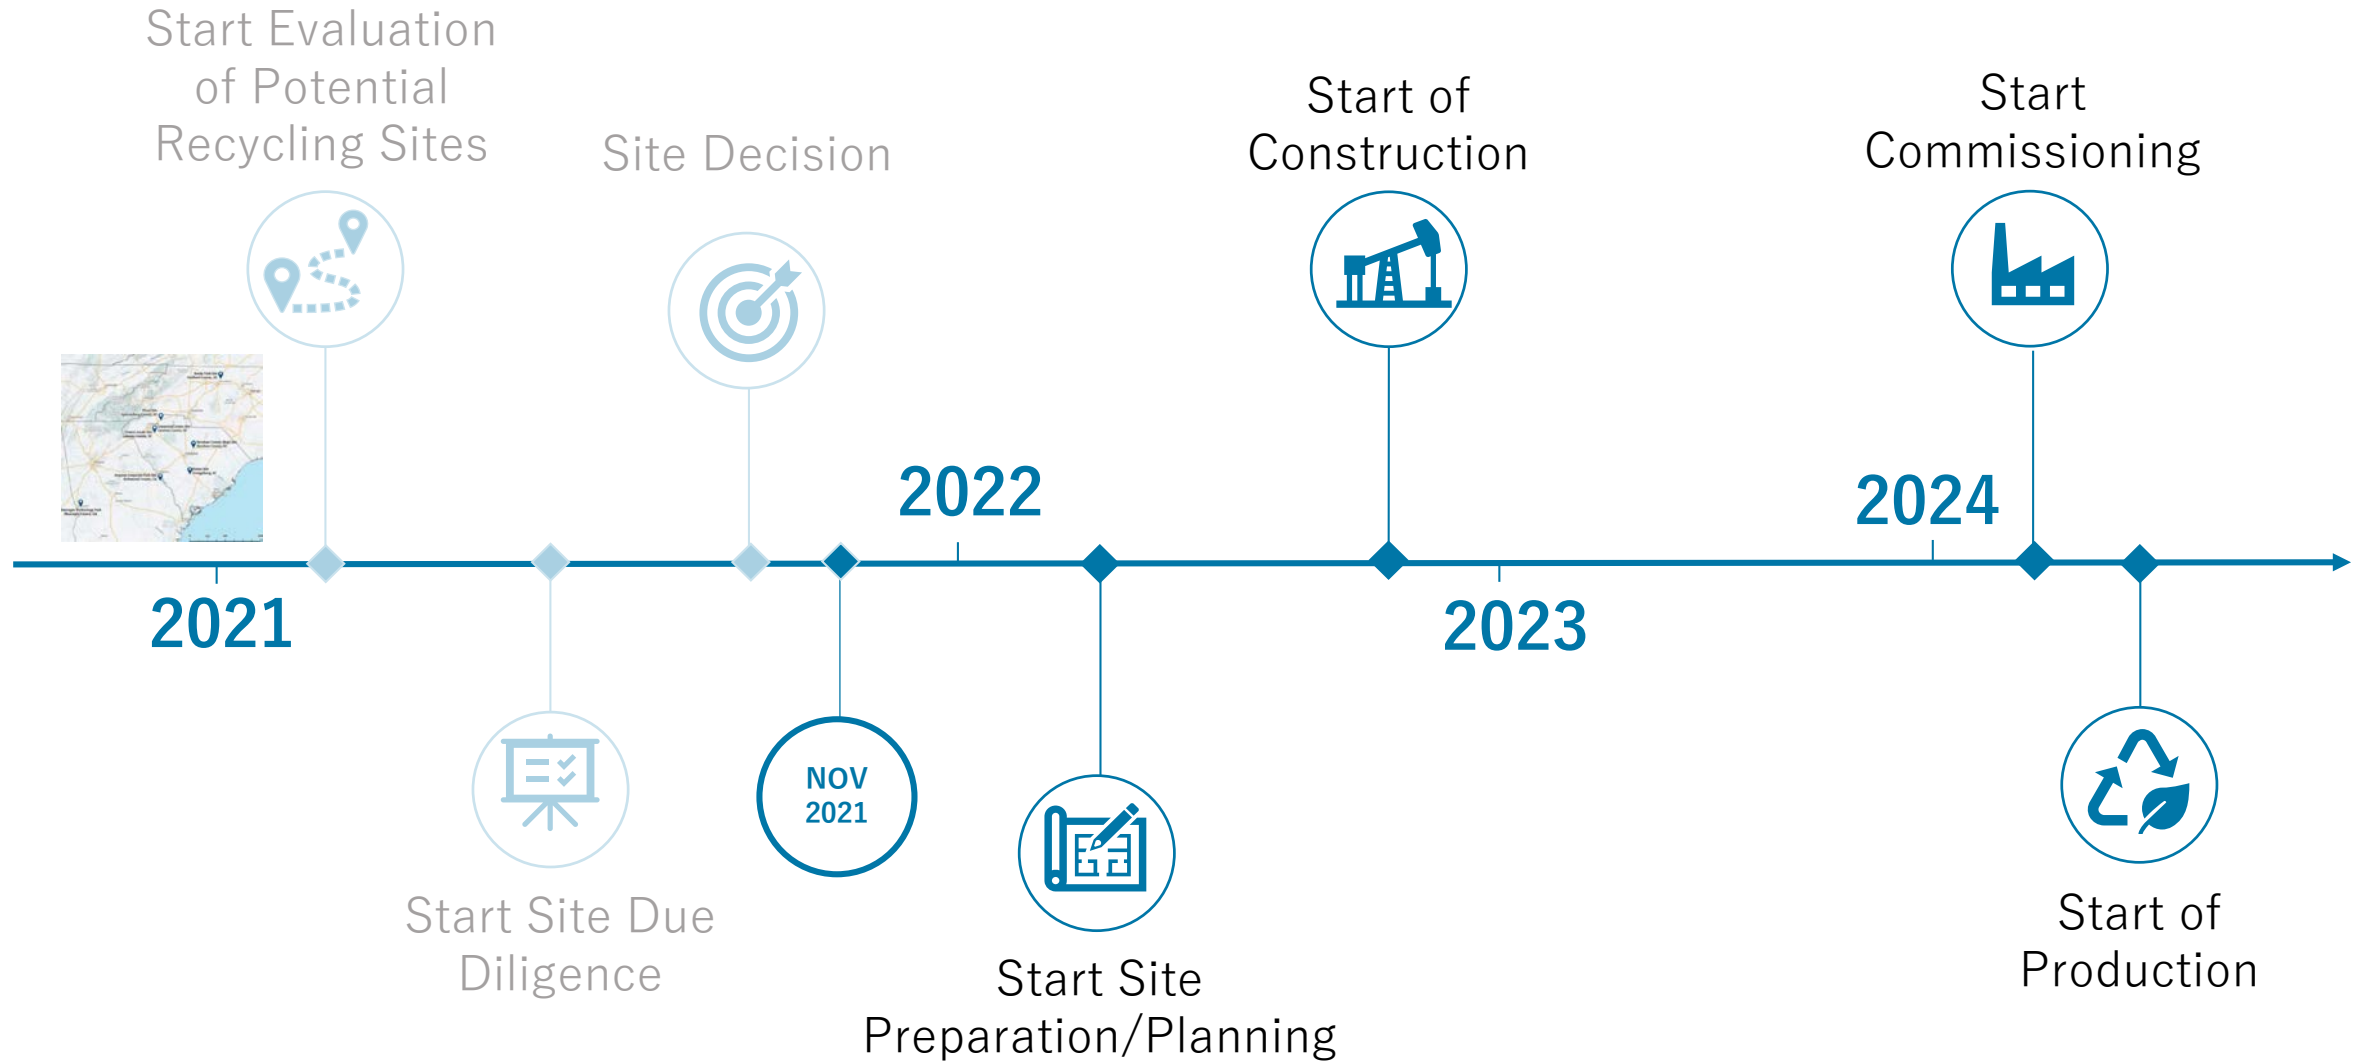 Start Evaluation
of Potential
Recycling Sites
Site Decision
Start of
Construction
Start
Commissioning
2022
2024
2021
2023
NOV
2021
Start Site Due
Diligence
Start Site
Preparation/Planning
Start of
Production